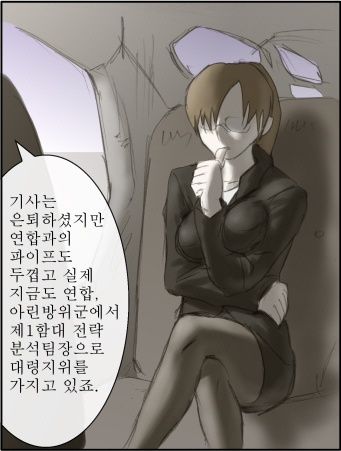 기사는
은퇴하셨지만
연합과의
파이프도
두껍고 실제
지금도 연합,
아린방위군에서
제1함대 전략
분석팀장으로
대령지위를
가지고 있죠.